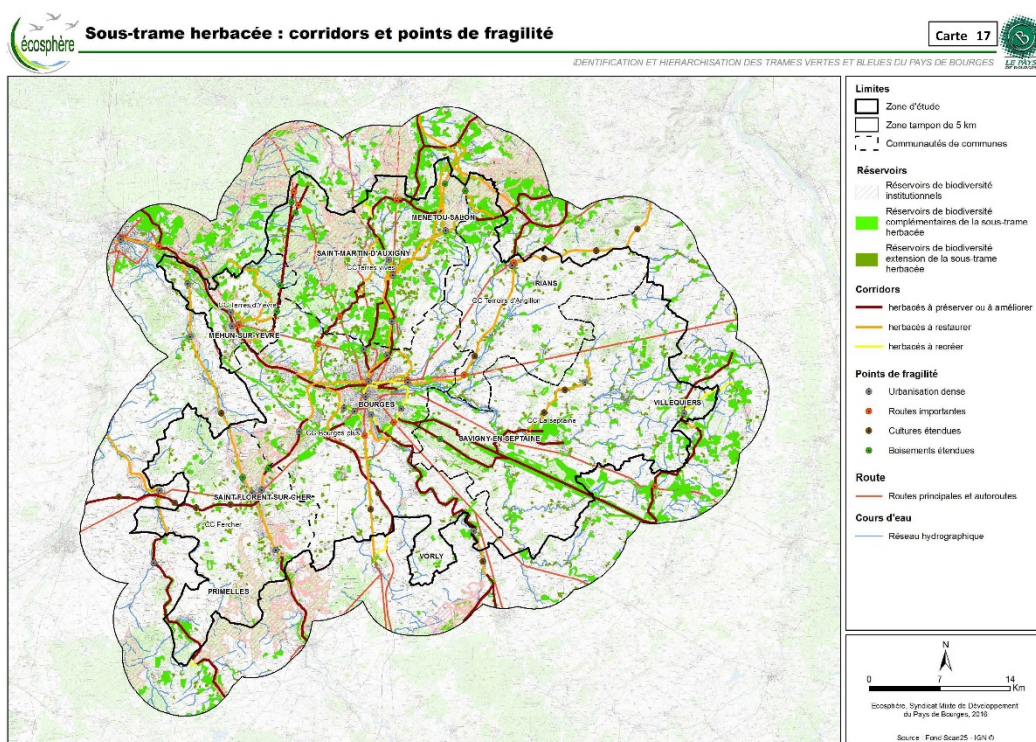 écosphère
Sous-trame herbacée : corridors et points de fragilité
Carte 17
IDENTIFICATION ET HIERARCHISATION DES TRAMES VERTES ET BLEUES DU PAYS DE BOURGES
LE PAYS
DE BOURGES
MENETOU-SALON
SAINT-MARTIN-D'AUXIGNY
CC Terres vives
RIANS
CC Terroirs d'Angillon
CC Terres d'Yèvre
MEHUN-SUR-YEVRE
BOURGES
VILLEQUIERS
CC La septaine
CC Bourges plus
SAVIGNY-EN-SEPTAINE
SAINT-FLORENT-SUR-CHER
CC Fercher
VORLY
PRIMELLES
Limites
Zone d'étude
Zone tampon de 5 km
Communautés de communes
Réservoirs
Réservoirs de biodiversité
institutionnels
Réservoirs de biodiversité
complémentaires de la sous-trame
herbacée
Réservoirs de biodiversité
extension de la sous-trame
herbacée
Corridors
herbacés à préserver ou à améliorer
herbacés à restaurer
herbacés à recréer
Points de fragilité
Urbanisation dense
Routes importantes
Cultures étendues
Boisements étendues
Route
Routes principales et autoroutes
Cours d'eau
Réseau hydrographique
N
0 7 14
Km
Ecosphère, Syndicat Mixte de Développement
du Pays de Bourges, 2016
Source : Fond Scan25 - IGN ©